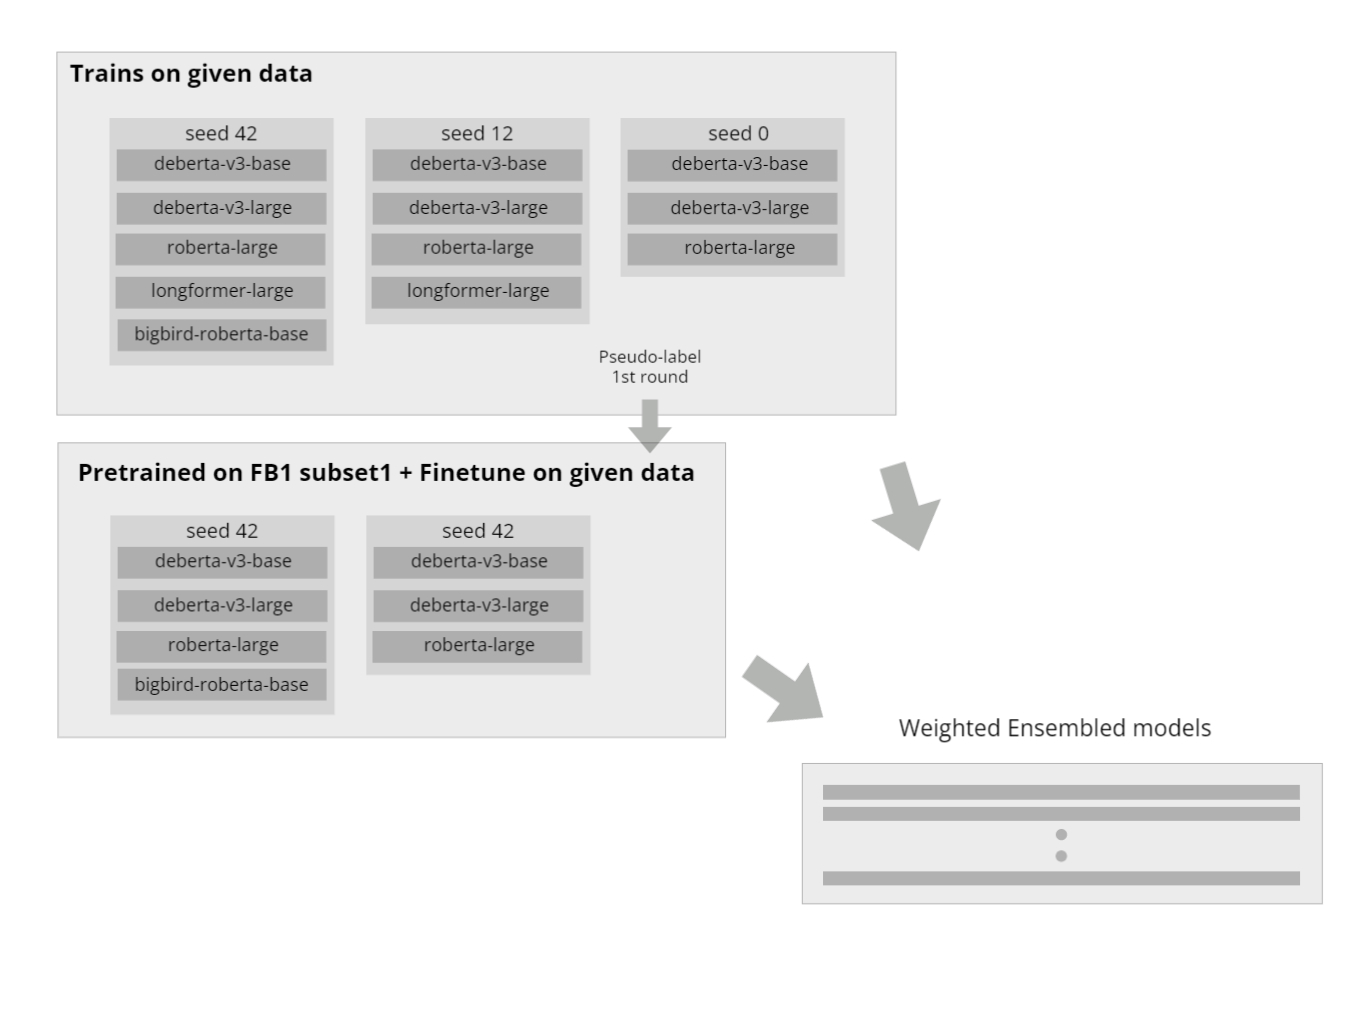 Trains on given data
seed 42
deberta-v3-base
deberta-v3-large
roberta-large
longformer-large
bigbird-roberta-base
seed 12
deberta-v3-base
deberta-v3-large
roberta-large
longformer-large
seed 0
deberta-v3-base
deberta-v3-large
roberta-large
Pseudo-label
1st round
Pretrained on FB1 subset1 + Finetune on given data
seed 42
deberta-v3-base
deberta-v3-large
roberta-large
bigbird-roberta-base
seed 42
deberta-v3-base
deberta-v3-large
roberta-large
Weighted Ensembled models